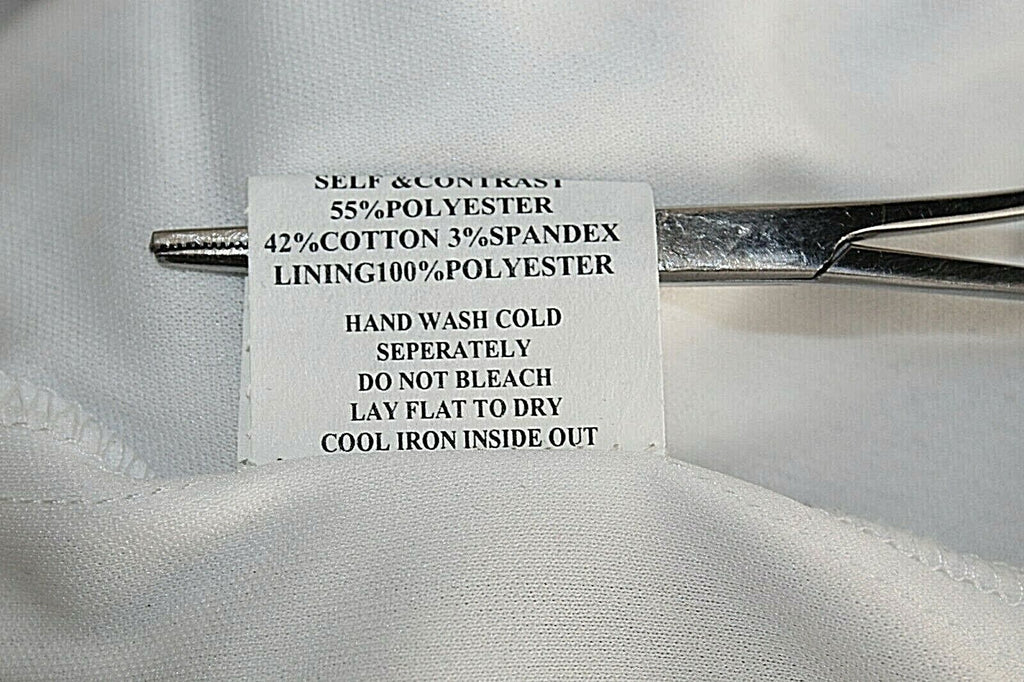 SELF &CONTRAST
55%POLYESTER
42%COTTON 3%SPANDEX
LINING100%POLYESTER
HAND WASH COLD
SEPERATELY
DO NOT BLEACH
LAY FLAT TO DRY
COOL IRON INSIDE OUT